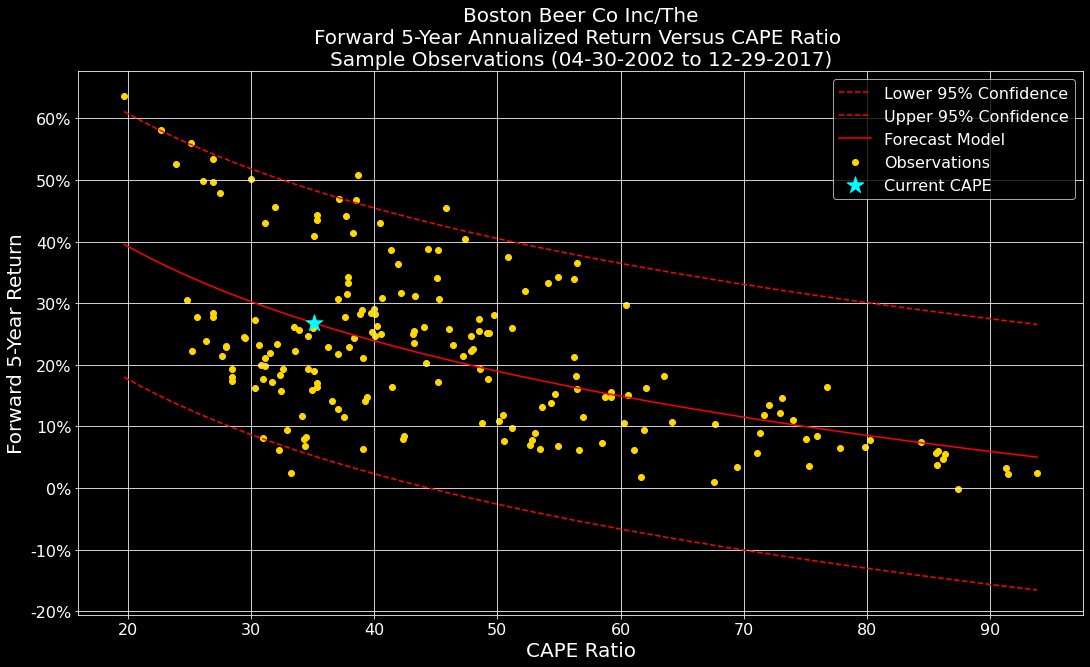 Boston Beer Co Inc/The
Forward 5-Year Annualized Return Versus CAPE Ratio
Sample Observations (04-30-2002 to 12-29-2017)
Lower 95% Confidence
Upper 95% Confidence
Forecast Model
Observations
Current CAPE
Forward 5-Year Return
60%
50%
40%
30%
20%
10%
0%
-10%
-20%
20 30 40 50 60 70 80 90
CAPE Ratio